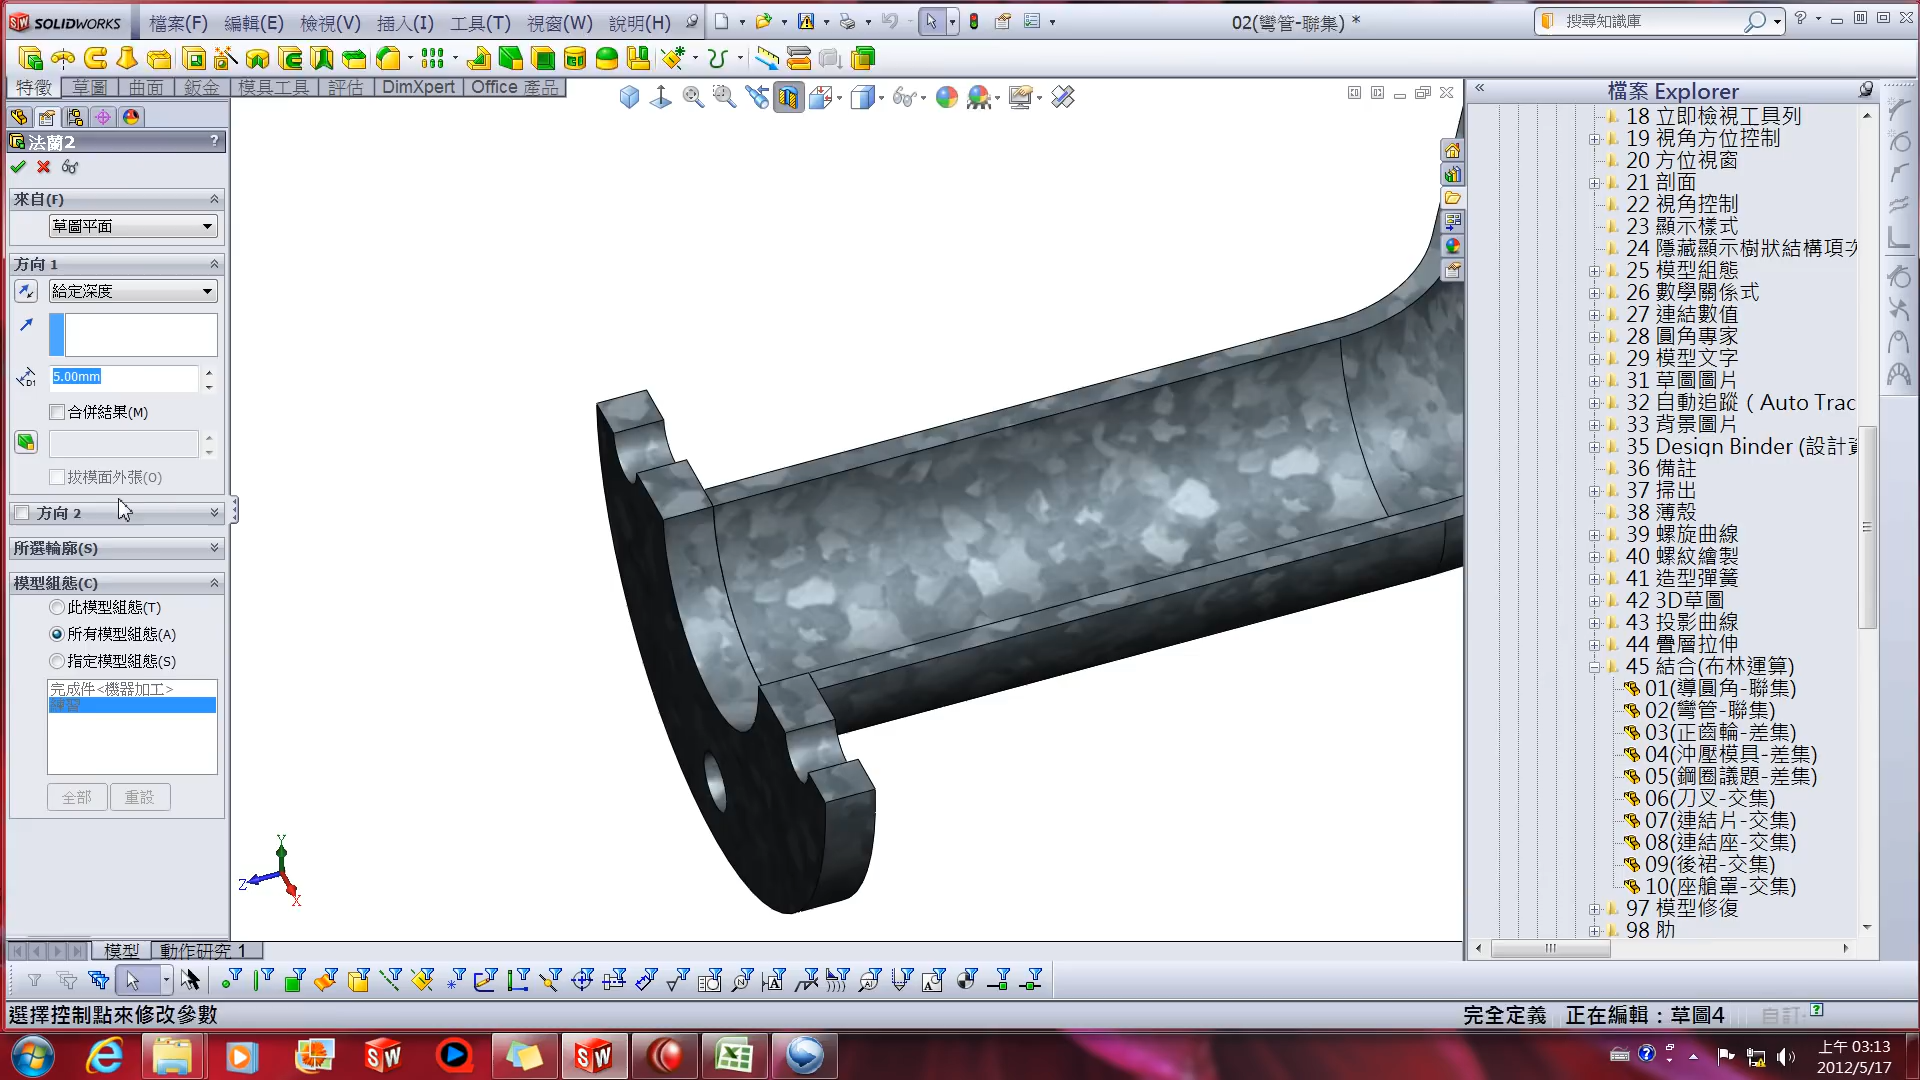 SOLIDWORKS 檔案(F) 編輯(E) 檢視(V) 插入(I) 工具(T) 視窗(W) 說明(H) 02(彎管-聯集) * 搜尋知識庫
特徵 草圖 曲面 鈑金 模具工具 評估 DimXpert Office 產品
法蘭2 ?
來自(F)
草圖平面
方向 1
給定深度
5.00mm
合併結果(M)
拔模面外張(O)
方向 2
所選輪廓(S)
模型組態(C)
此模型組態(T)
所有模型組態(A)
指定模型組態(S)
完成件<機器加工>
練習
全部 重設
Y
Z
X
檔案 Explorer
18 立即檢視工具列
19 視角方位控制
20 方位視窗
21 剖面
22 視角控制
23 顯示樣式
24 隱藏顯示樹狀結構項
25 模型組態
26 數學關係式
27 連結數值
28 圓角專家
29 模型文字
31 草圖圖片
32 自動追蹤 ( Auto Trac
33 背景圖片
35 Design Binder (設計
36 備註
37 掃出
38 薄殼
39 螺旋曲線
40 螺紋繪製
41 造型彈簧
42 3D草圖
43 投影曲線
44 疊層拉伸
45 結合(布林運算)
01(導圓角-聯集)
02(彎管-聯集)
03(正齒輪-差集)
04(沖壓模具-差集)
05(鋼圈議題-差集)
06(刀叉-交集)
07(連結片-交集)
08(連結座-交集)
09(後裙-交集)
10(座艙罩-交集)
97 模型修復
98 肋
模型 動作研究 1
選擇控制點來修改參數 完全定義 正在編輯：草圖4 自訂
上午 03:13
2012/5/17